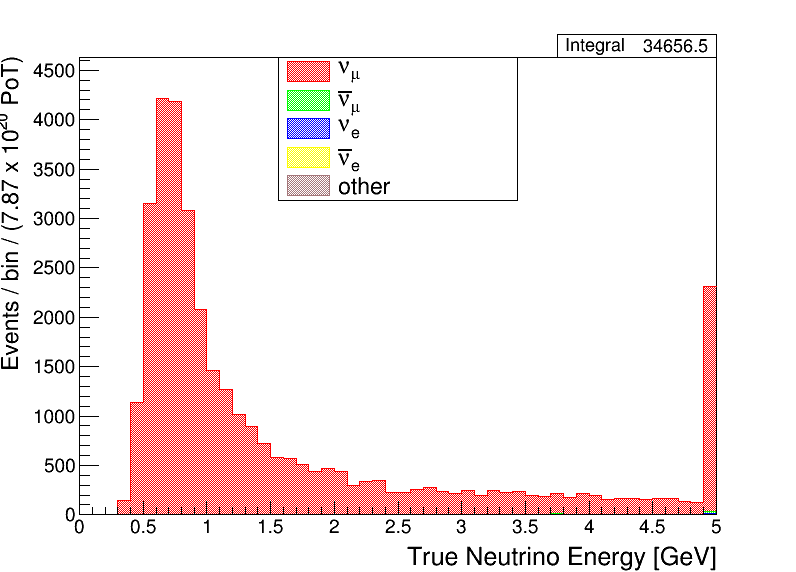 Integral 34656.5
Events / bin / (7.87 x 10²⁰ PoT)
4500
4000
3500
3000
2500
2000
1500
1000
500
0
ν_μ
ν̅_μ
ν_e
ν̅_e
other
0 0.5 1 1.5 2 2.5 3 3.5 4 4.5 5
True Neutrino Energy [GeV]